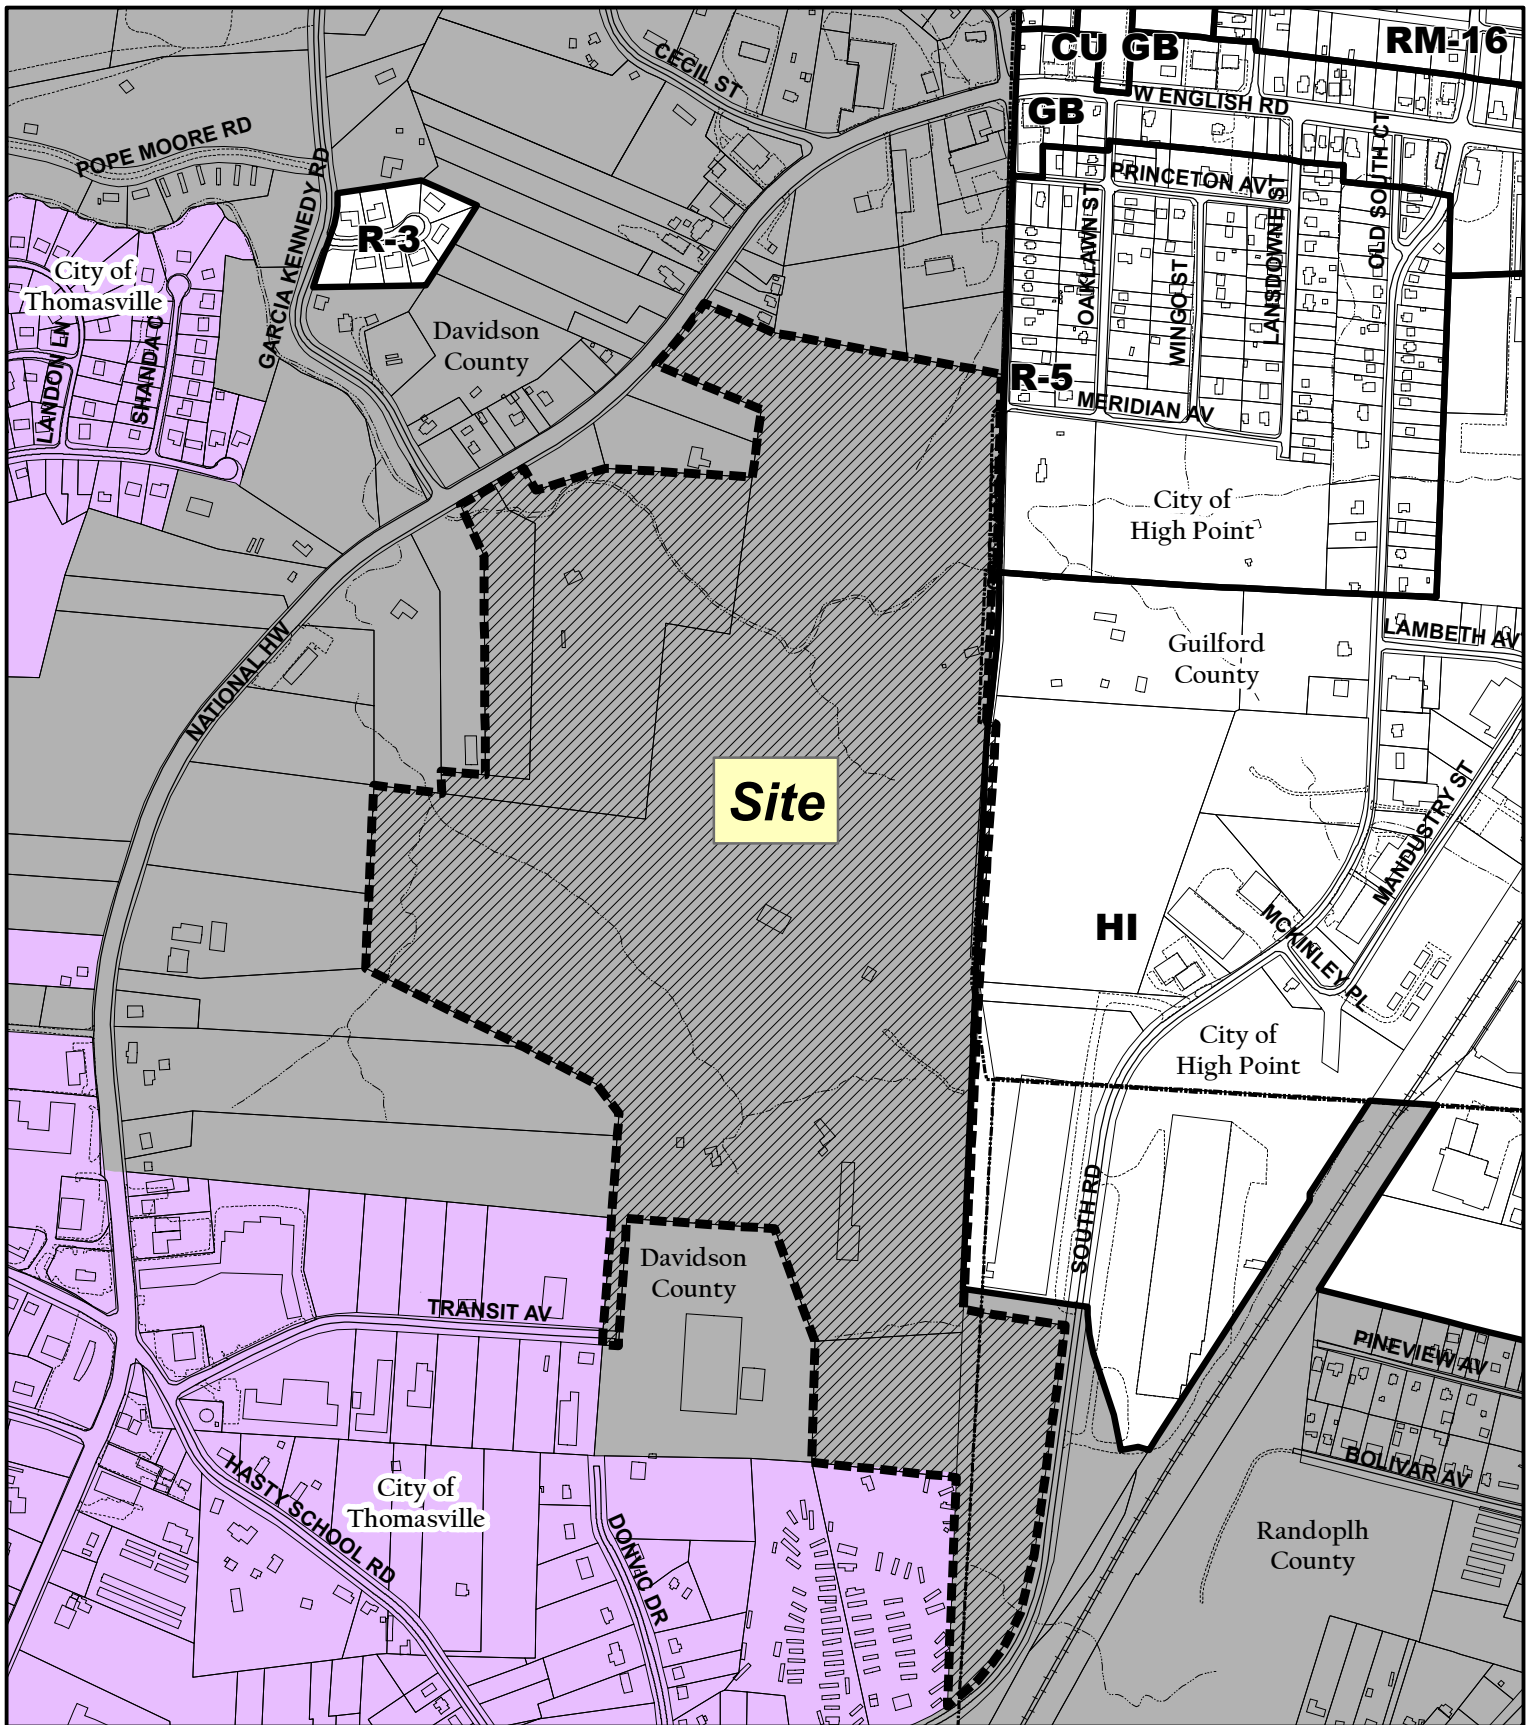 CECIL ST
CU GB
RM-16
W ENGLISH RD
GB
POPE MOORE RD
GARCIA KENNEDY RD
PRINCETON AV
OLD SOUTH CT
R-3
City of
Thomasville
OAKLAWN ST
WINGO ST
LANSDOWNE ST
LANDON LN
SHANDA C
Davidson
County
R-5
MERIDIAN AV
City of
High Point
NATIONAL HW
Guilford
County
LAMBETH AV
Site
MANDUSTRY ST
HI
MCKINLEY PL
City of
High Point
SOUTH RD
Davidson
County
TRANSIT AV
PINEVIEW AV
BOLIVAR AV
HASTY SCHOOL RD
City of
Thomasville
DONVIC DR
Randoplh
County